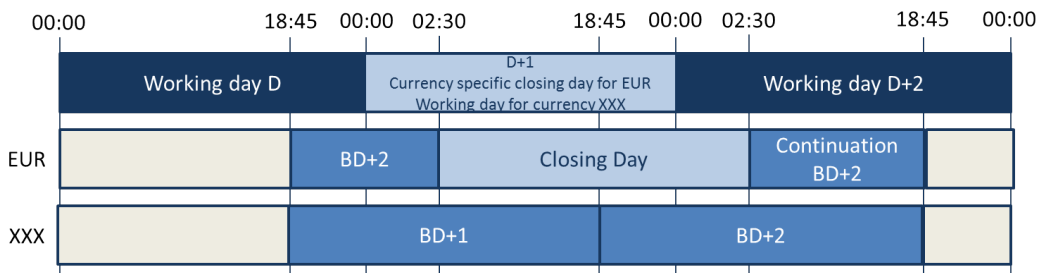 00:00 18:45 00:00 02:30 18:45 00:00 02:30 18:45 00:00
Working day D
D+1
Currency specific closing day for EUR
Working day for currency XXX
Working day D+2
EUR
BD+2
Closing Day
Continuation
BD+2
XXX
BD+1
BD+2